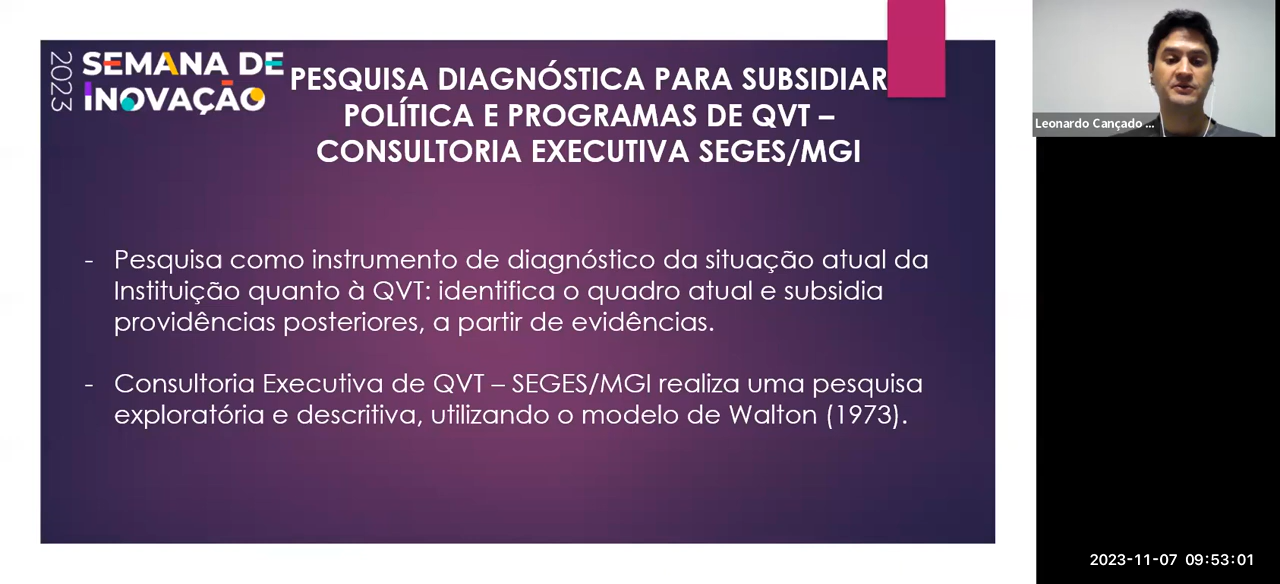 2023
SEMANA DE
INOVAÇÃO
PESQUISA DIAGNÓSTICA PARA SUBSIDIAR
POLÍTICA E PROGRAMAS DE QVT –
CONSULTORIA EXECUTIVA SEGES/MGI
- Pesquisa como instrumento de diagnóstico da situação atual da
Instituição quanto à QVT: identifica o quadro atual e subsidia
providências posteriores, a partir de evidências.
- Consultoria Executiva de QVT – SEGES/MGI realiza uma pesquisa
exploratória e descritiva, utilizando o modelo de Walton (1973).
Leonardo Cançado ...
2023-11-07 09:53:01